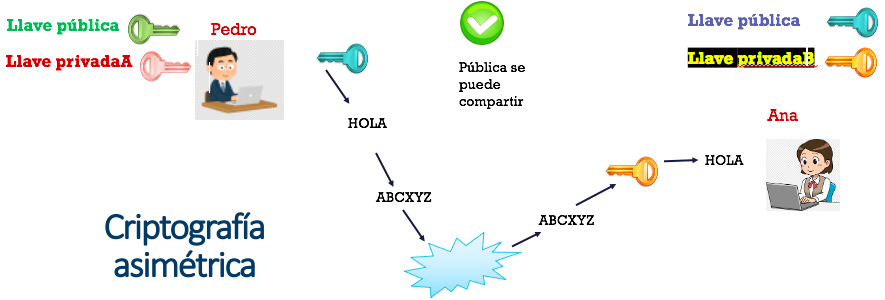 Llave pública
Pedro
Llave privadaA
Pública se
puede
compartir
Llave pública
Llave privadaB
Ana
HOLA
ABCXYZ
ABCXYZ
HOLA
Criptografía
asimétrica